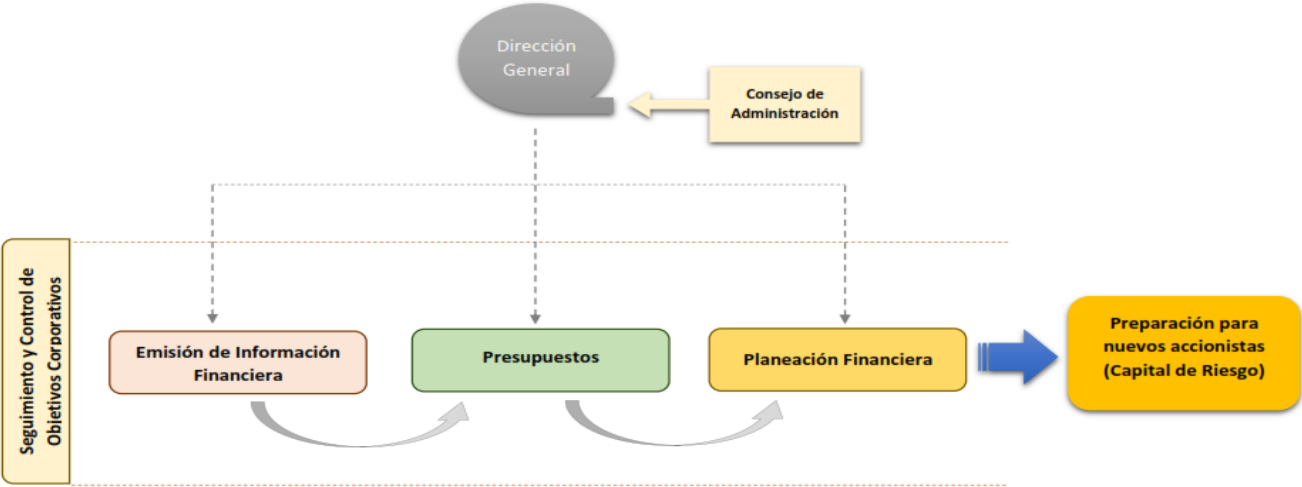 Dirección
General
Consejo de
Administración
Seguimiento y Control de
Objetivos Corporativos
Emisión de Información
Financiera
Presupuestos
Planeación Financiera
Preparación para
nuevos accionistas
(Capital de Riesgo)